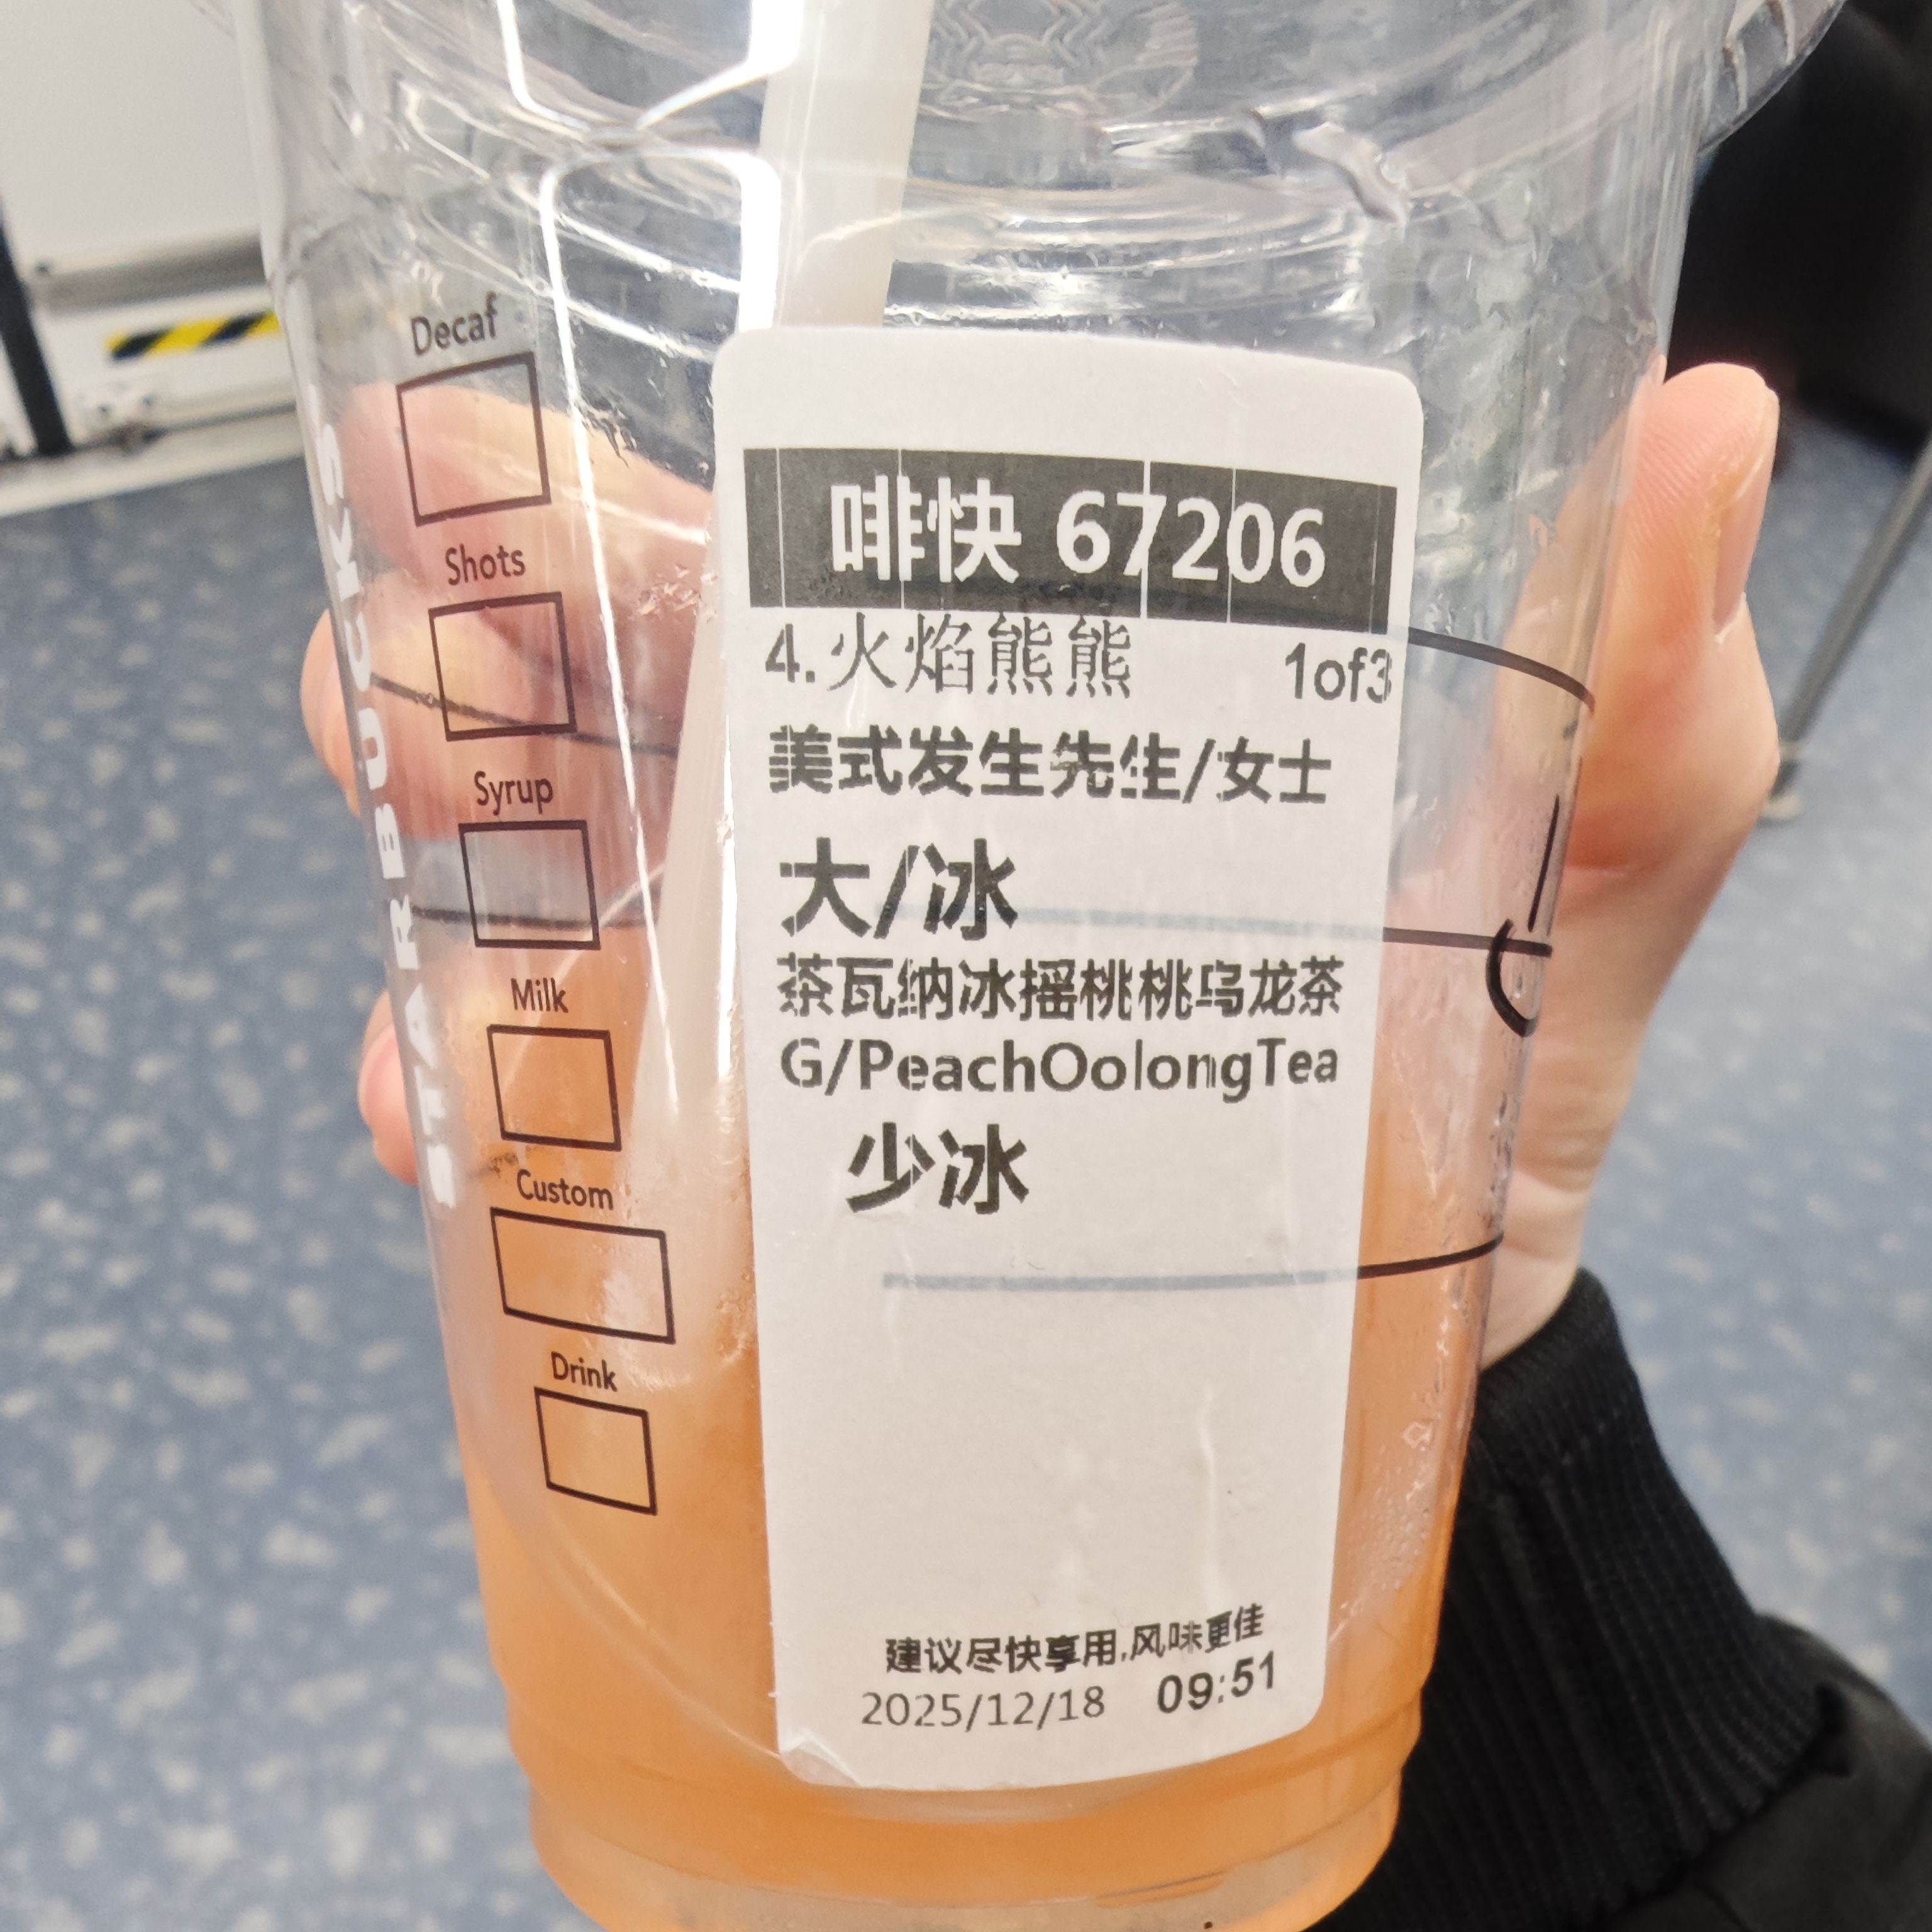 STARBUCKS
Decaf
Shots
Syrup
Milk
Custom
Drink
啡快 67206
4.火焰熊熊 1of3
美式发生先生/女士
大/冰
茶瓦纳冰摇桃桃乌龙茶
G/PeachOolongTea
少冰
建议尽快享用,风味更佳
2025/12/18 09:51